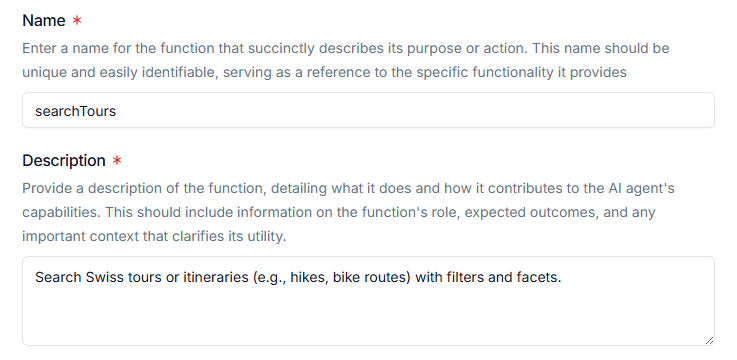 Name *
Enter a name for the function that succinctly describes its purpose or action. This name should be
unique and easily identifiable, serving as a reference to the specific functionality it provides
searchTours
Description *
Provide a description of the function, detailing what it does and how it contributes to the AI agent's
capabilities. This should include information on the function's role, expected outcomes, and any
important context that clarifies its utility.
Search Swiss tours or itineraries (e.g., hikes, bike routes) with filters and facets.